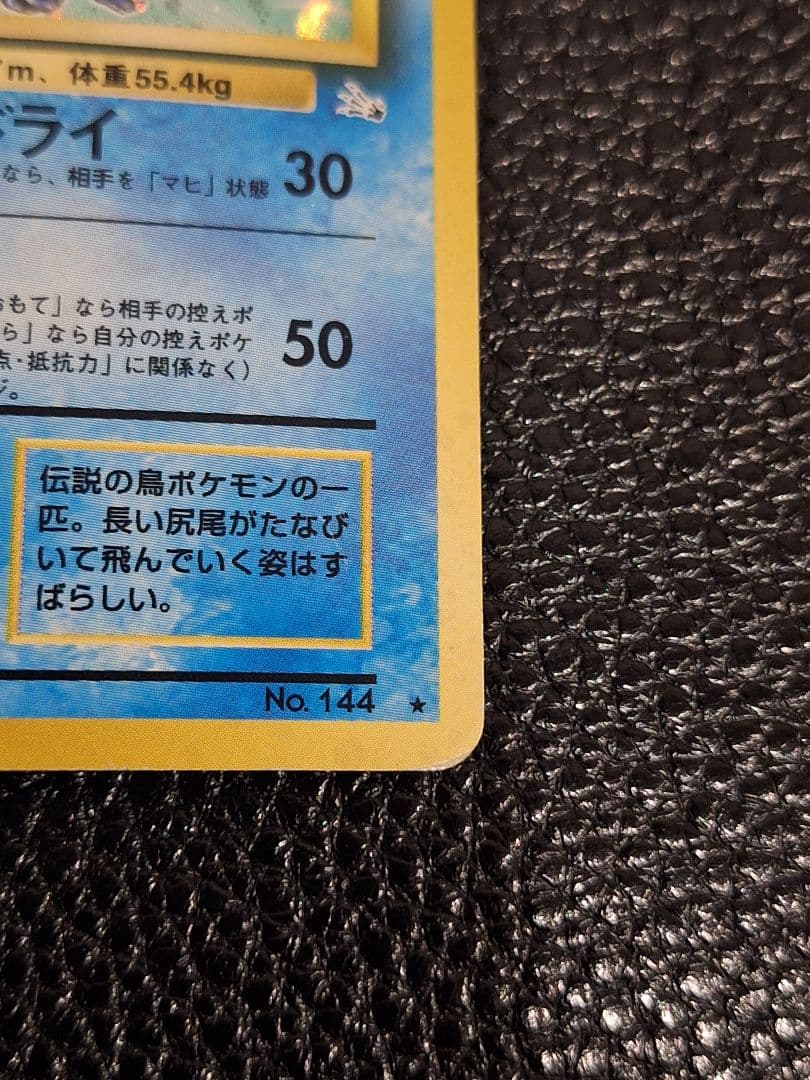 m、体重55.4kg
ドライ
なら、相手を「マヒ」状態 30
おもて」なら相手の控えポ
ら」なら自分の控えポケ
点・抵抗力」に関係なく）
ジ。
50
伝説の鳥ポケモンの一
匹。長い尻尾がたなび
いて飛んでいく姿はす
ばらしい。
No. 144 ★